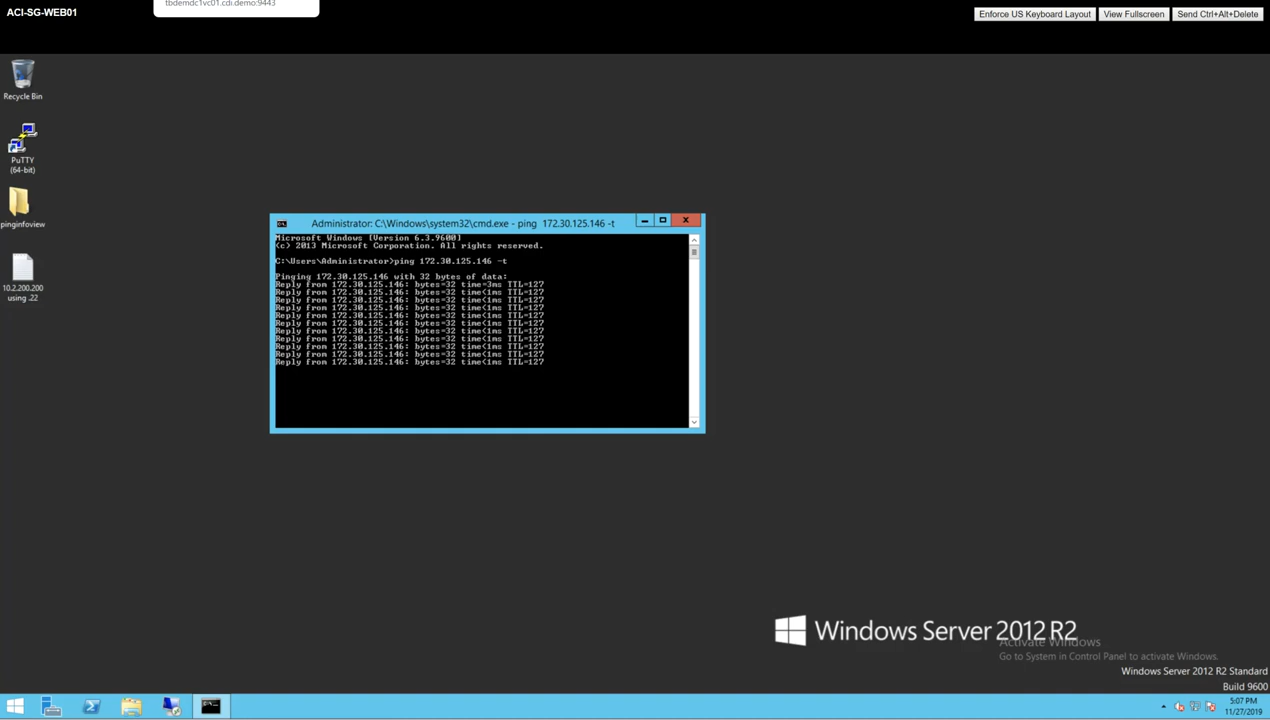 ACI-SG-WEB01
tbdemdc1vc01.cdi.demo:9443
Enforce US Keyboard Layout
View Fullscreen
Send Ctrl+Alt+Delete
Recycle Bin
PuTTY
(64-bit)
pinginfoview
10.2.200.200
using .22
Administrator: C:\Windows\system32\cmd.exe - ping  172.30.125.146 -t
Microsoft Windows [Version 6.3.9600]
(c) 2013 Microsoft Corporation. All rights reserved.
C:\Users\Administrator>ping 172.30.125.146 -t
Pinging 172.30.125.146 with 32 bytes of data:
Reply from 172.30.125.146: bytes=32 time=3ms TTL=127
Reply from 172.30.125.146: bytes=32 time<1ms TTL=127
Reply from 172.30.125.146: bytes=32 time<1ms TTL=127
Reply from 172.30.125.146: bytes=32 time<1ms TTL=127
Reply from 172.30.125.146: bytes=32 time<1ms TTL=127
Reply from 172.30.125.146: bytes=32 time<1ms TTL=127
Reply from 172.30.125.146: bytes=32 time<1ms TTL=127
Reply from 172.30.125.146: bytes=32 time<1ms TTL=127
Reply from 172.30.125.146: bytes=32 time<1ms TTL=127
Reply from 172.30.125.146: bytes=32 time<1ms TTL=127
Reply from 172.30.125.146: bytes=32 time<1ms TTL=127
Windows Server 2012 R2
Activate Windows
Go to System in Control Panel to activate Windows.
Windows Server 2012 R2 Standard
Build 9600
5:07 PM
11/27/2019